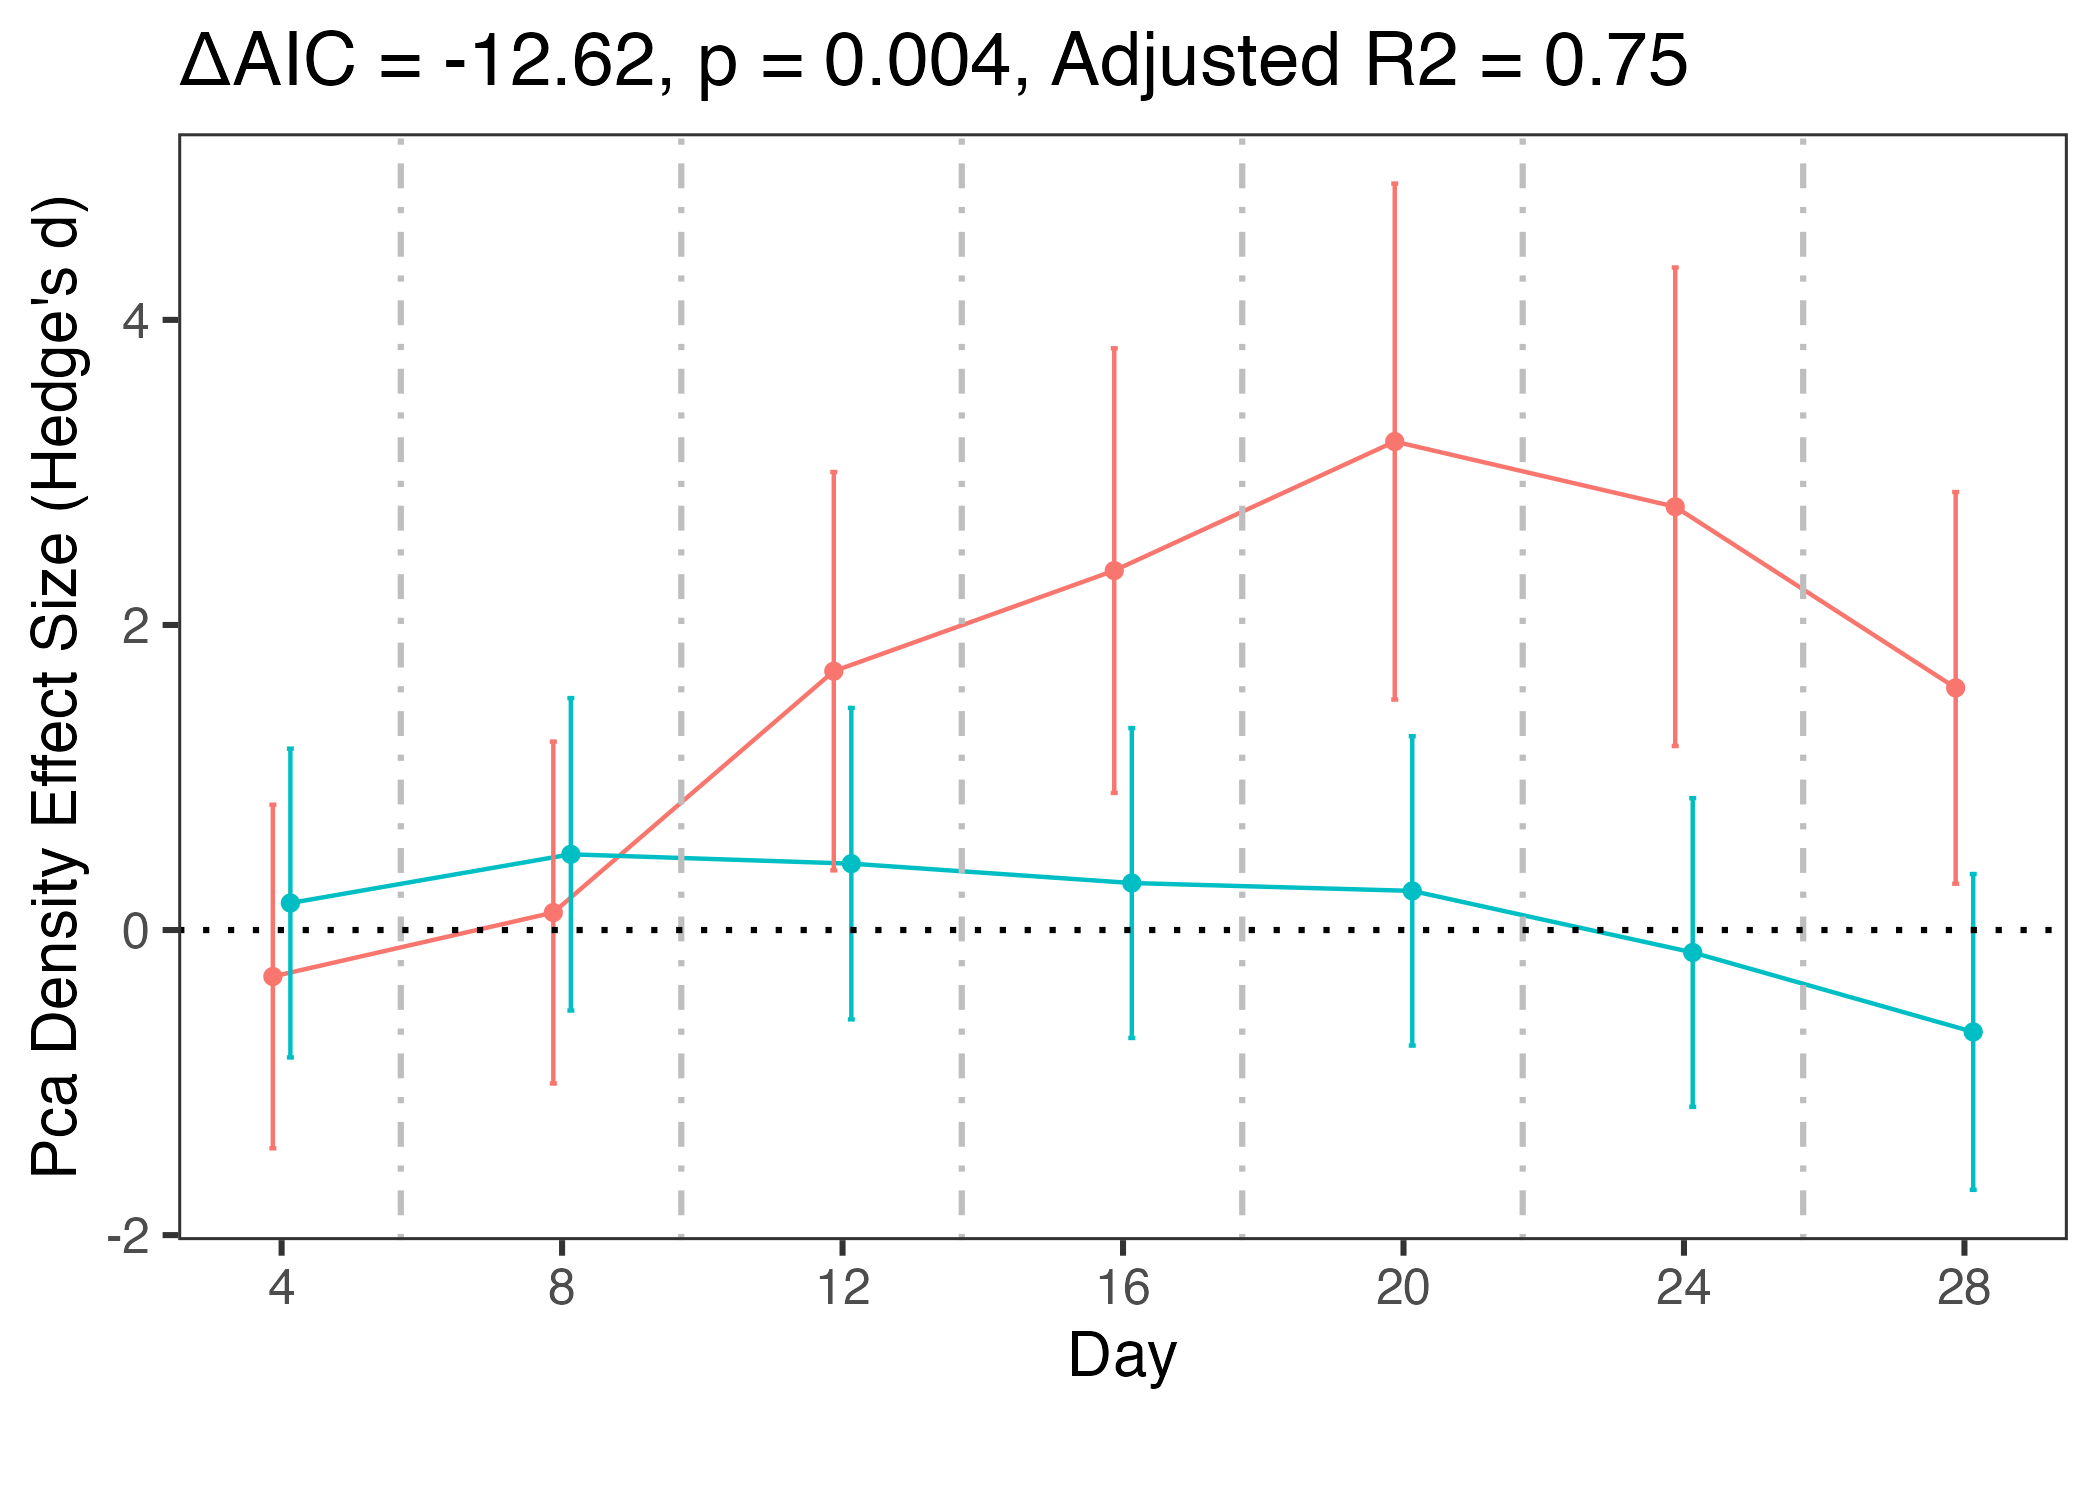 ΔAIC = -12.62, p = 0.004, Adjusted R2 = 0.75
Pca Density Effect Size (Hedge's d)
4
2
0
-2
4 8 12 16 20 24 28
Day